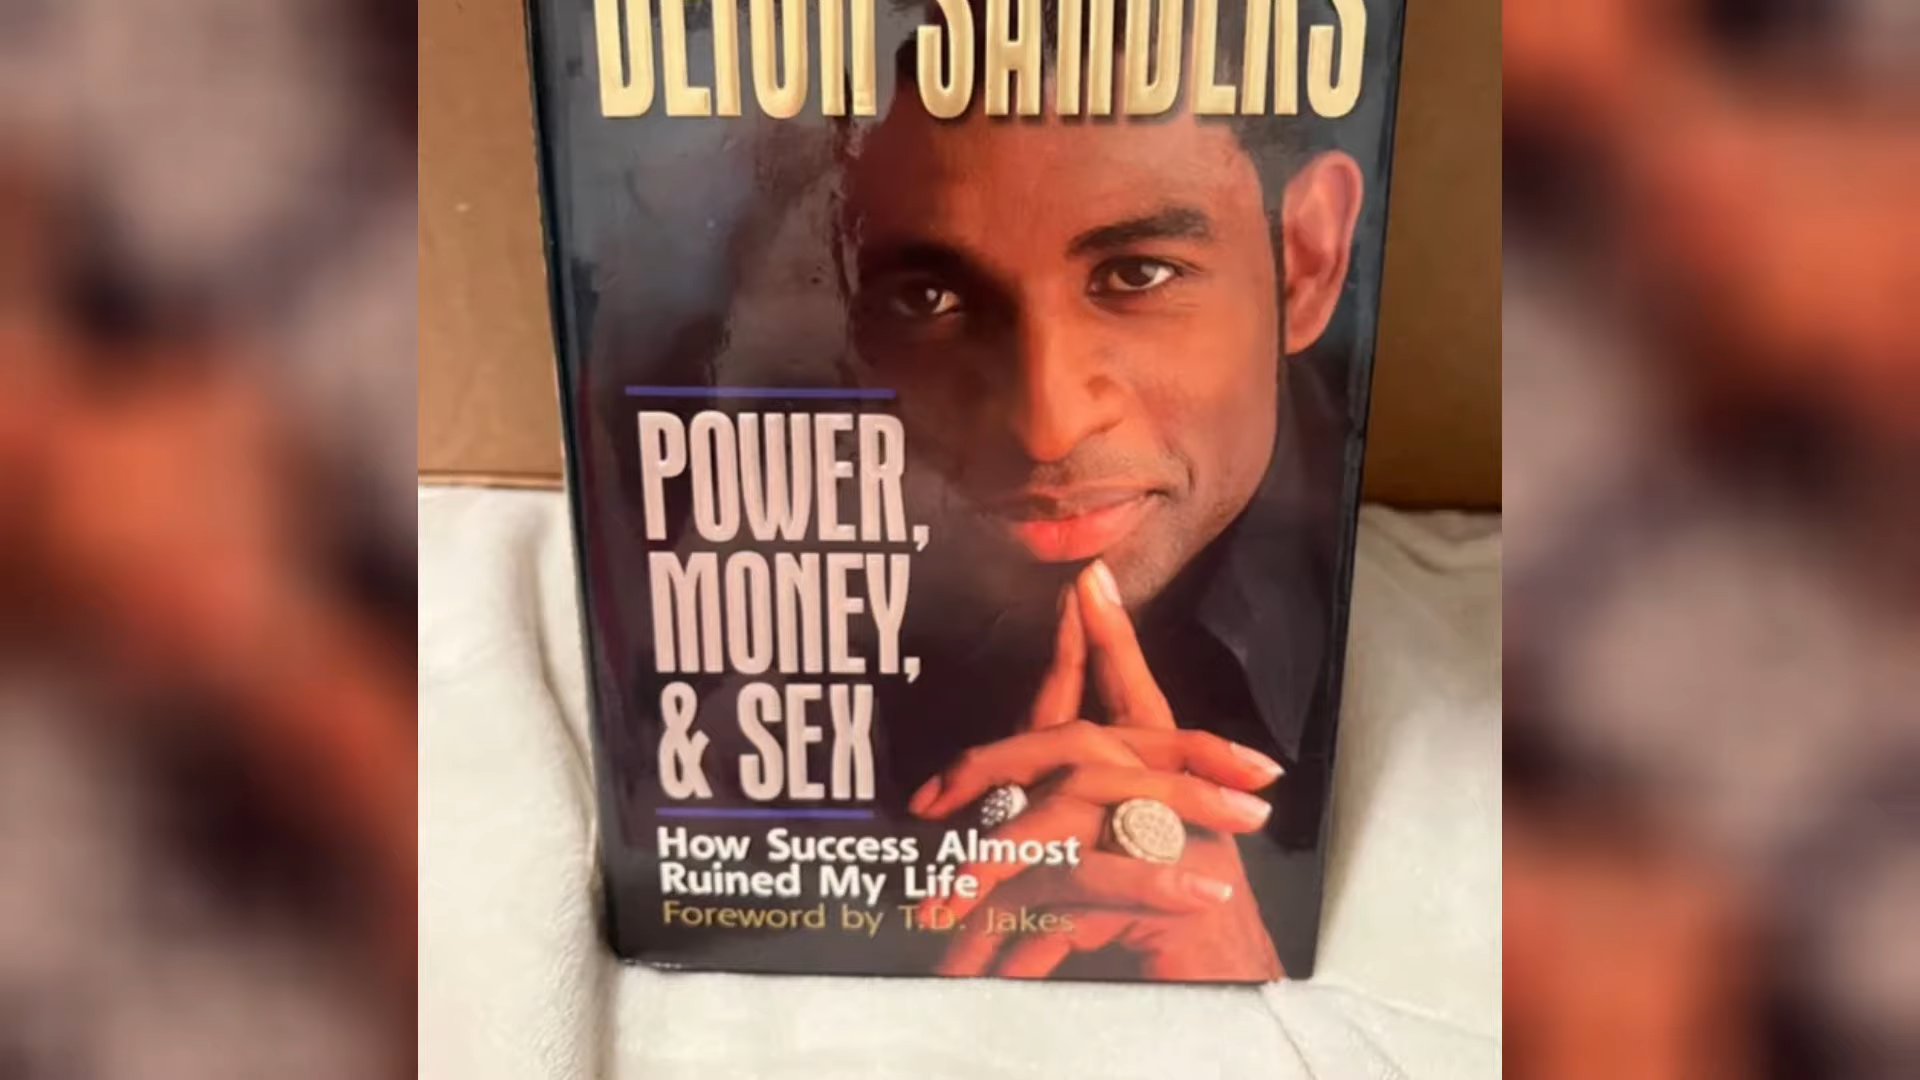 DEION SANDERS
POWER,
MONEY,
& SEX
How Success Almost
Ruined My Life
Foreword by T.D. Jakes